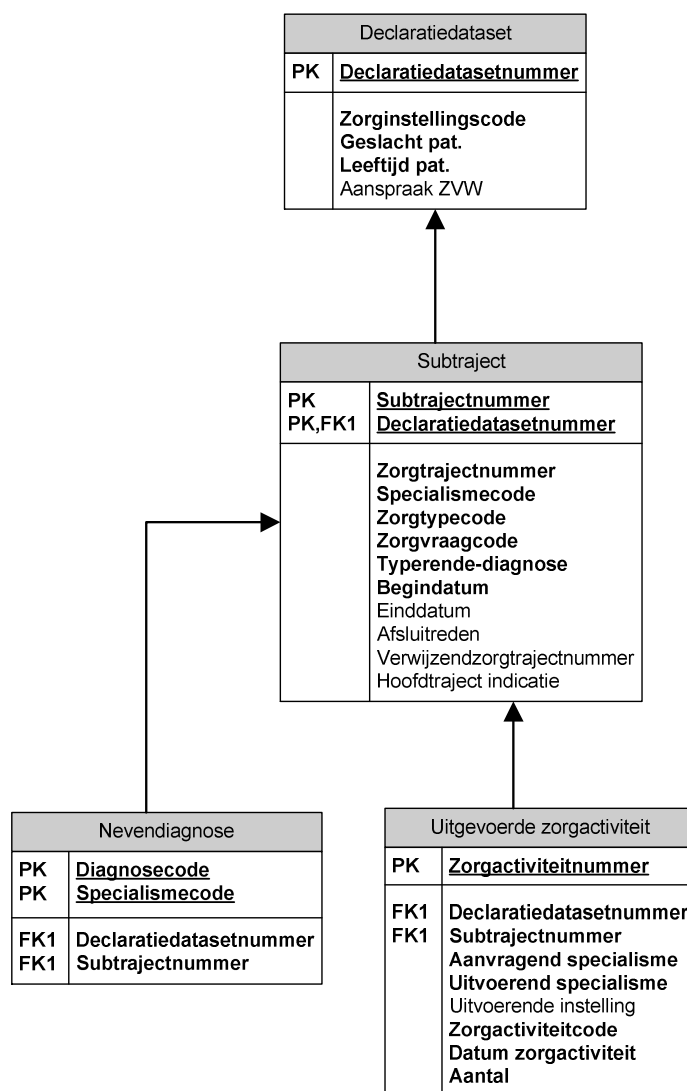 Declaratiedataset
PK Declaratiedatasetnummer
Zorginstellingscode
Geslacht pat.
Leeftijd pat.
Aanspraak ZVW
Subtraject
PK Subtrajectnummer
PK,FK1 Declaratiedatasetnummer
Zorgtrajectnummer
Specialismecode
Zorgtypecode
Zorgvraagcode
Typerende-diagnose
Begindatum
Einddatum
Afsluitreden
Verwijzendzorgtrajectnummer
Hoofdtraject indicatie
Nevendiagnose
PK Diagnosecode
PK Specialismecode
FK1 Declaratiedatasetnummer
FK1 Subtrajectnummer
Uitgevoerde zorgactiviteit
PK Zorgactiviteitnummer
FK1 Declaratiedatasetnummer
FK1 Subtrajectnummer
Aanvragend specialisme
Uitvoerend specialisme
Uitvoerende instelling
Zorgactiviteitcode
Datum zorgactiviteit
Aantal